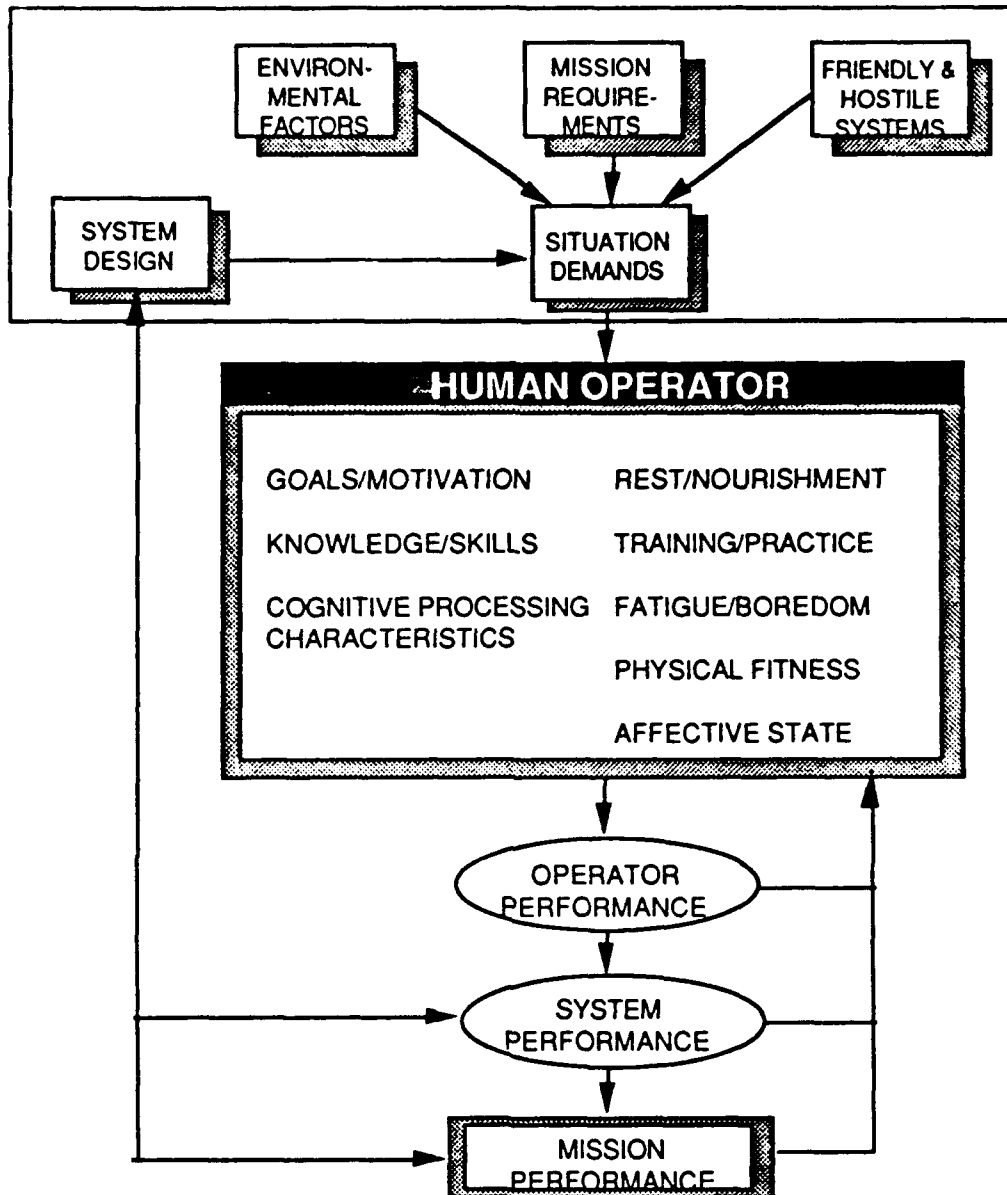 ENVIRON-
MENTAL
FACTORS
MISSION
REQUIRE-
MENTS
FRIENDLY &
HOSTILE
SYSTEMS
SYSTEM
DESIGN
SITUATION
DEMANDS
HUMAN OPERATOR
GOALS/MOTIVATION
KNOWLEDGE/SKILLS
COGNITIVE PROCESSING
CHARACTERISTICS
REST/NOURISHMENT
TRAINING/PRACTICE
FATIGUE/BOREDOM
PHYSICAL FITNESS
AFFECTIVE STATE
OPERATOR
PERFORMANCE
SYSTEM
PERFORMANCE
MISSION
PERFORMANCE